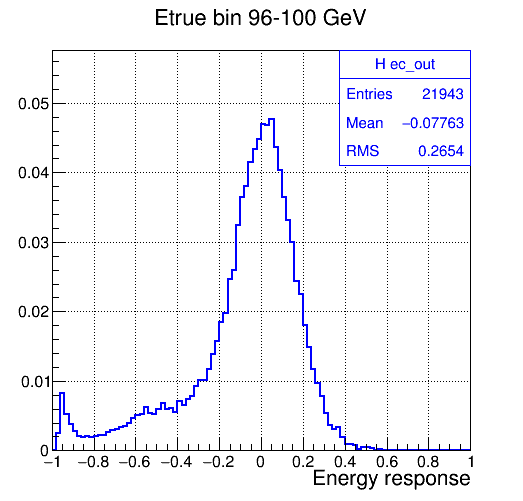 Etrue bin 96-100 GeV
H ec_out
Entries 21943
Mean −0.07763
RMS 0.2654
0.05
0.04
0.03
0.02
0.01
0
−1 −0.8 −0.6 −0.4 −0.2 0 0.2 0.4 0.6 0.8 1
Energy response